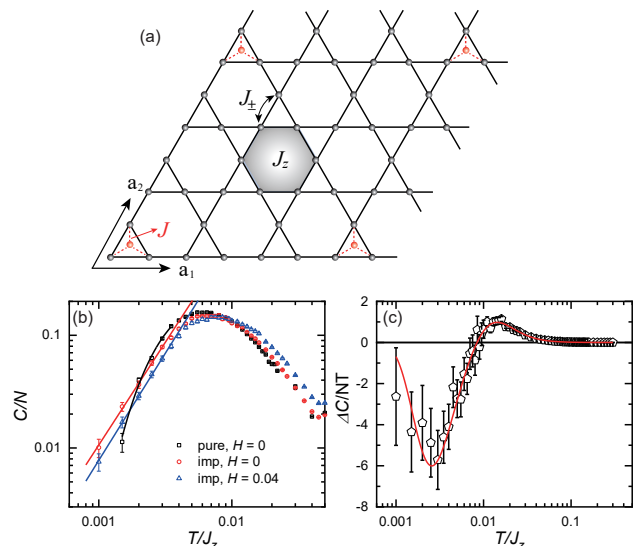 (a)
J±
Jz
a2
J
a1
(b)
(c)
C/N
0.1
0.01
pure, H = 0
imp, H = 0
imp, H = 0.04
0.001
0.01
T/Jz
ΔC/NT
2
0
-2
-4
-6
-8
0.001
0.01
0.1
T/Jz